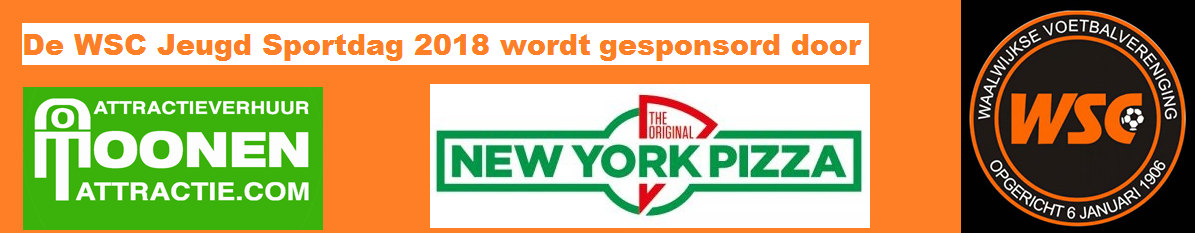 De WSC Jeugd Sportdag 2018 wordt gesponsord door
ATTRACTIEVERHUUR
MOONEN
ATTRACTIE.COM
THE
ORIGINAL
NEW YORK PIZZA
WAALWIJKSE VOETBALVERENIGING
WSC
OPGERICHT 6 JANUARI 1906